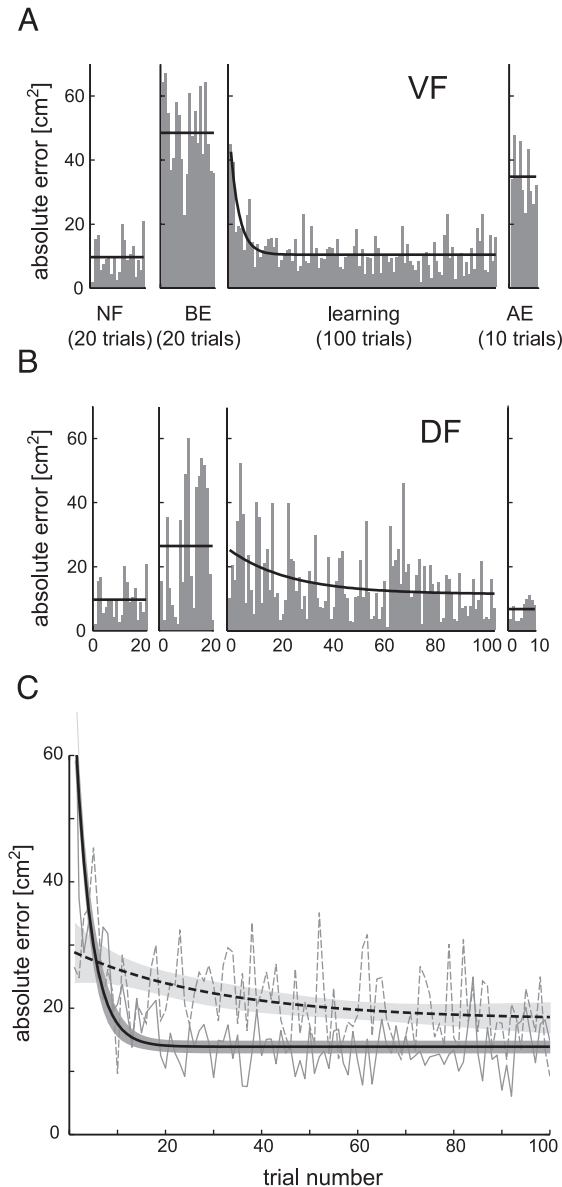 A
VF
absolute error [cm²]
60
40
20
0
NF BE learning AE
(20 trials) (20 trials) (100 trials) (10 trials)
B
DF
absolute error [cm²]
60
40
20
0
0 20 0 20 0 20 40 60 80 100 0 10
C
absolute error [cm²]
60
40
20
0
20 40 60 80 100
trial number